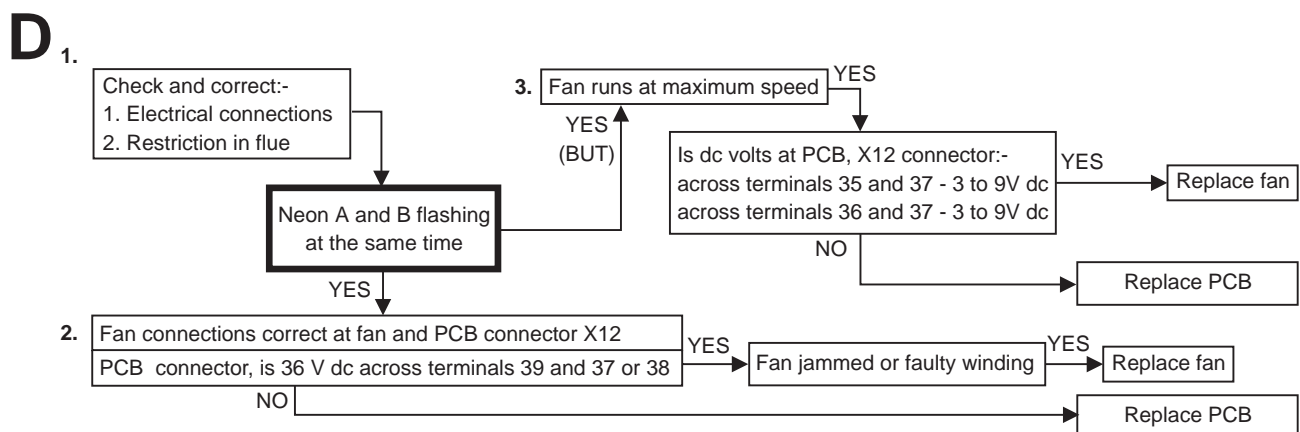 D
1.
Check and correct:-
1. Electrical connections
2. Restriction in flue
Neon A and B flashing
at the same time
YES
(BUT)
3. Fan runs at maximum speed
YES
Is dc volts at PCB, X12 connector:-
across terminals 35 and 37 - 3 to 9V dc
across terminals 36 and 37 - 3 to 9V dc
YES
Replace fan
NO
Replace PCB
YES
2. Fan connections correct at fan and PCB connector X12
PCB connector, is 36 V dc across terminals 39 and 37 or 38
YES
Fan jammed or faulty winding
YES
Replace fan
NO
Replace PCB